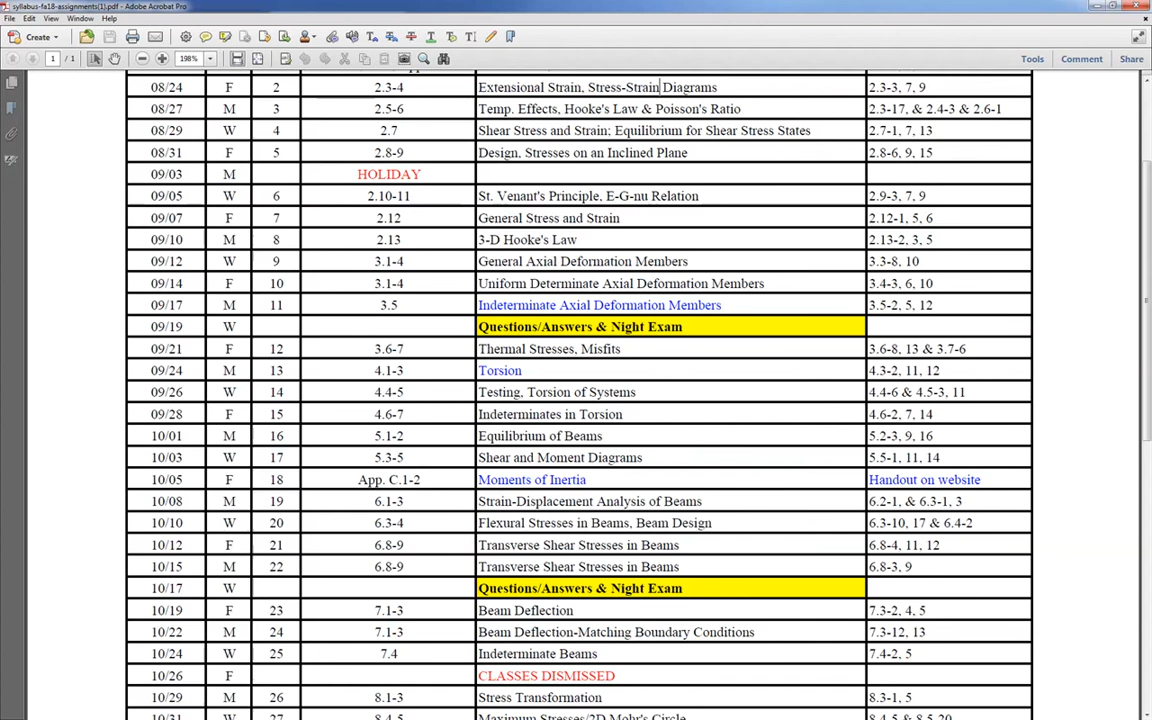 syllabus-fa18-assignments(1).pdf - Adobe Acrobat Pro
File Edit View Window Help
Create
1 / 1 198% Tools Comment Share
08/24 F 2 2.3-4 Extensional Strain, Stress-Strain Diagrams 2.3-3, 7, 9
08/27 M 3 2.5-6 Temp. Effects, Hooke's Law & Poisson's Ratio 2.3-17, & 2.4-3 & 2.6-1
08/29 W 4 2.7 Shear Stress and Strain; Equilibrium for Shear Stress States 2.7-1, 7, 13
08/31 F 5 2.8-9 Design, Stresses on an Inclined Plane 2.8-6, 9, 15
09/03 M HOLIDAY
09/05 W 6 2.10-11 St. Venant's Principle, E-G-nu Relation 2.9-3, 7, 9
09/07 F 7 2.12 General Stress and Strain 2.12-1, 5, 6
09/10 M 8 2.13 3-D Hooke's Law 2.13-2, 3, 5
09/12 W 9 3.1-4 General Axial Deformation Members 3.3-8, 10
09/14 F 10 3.1-4 Uniform Determinate Axial Deformation Members 3.4-3, 6, 10
09/17 M 11 3.5 Indeterminate Axial Deformation Members 3.5-2, 5, 12
09/19 W Questions/Answers & Night Exam
09/21 F 12 3.6-7 Thermal Stresses, Misfits 3.6-8, 13 & 3.7-6
09/24 M 13 4.1-3 Torsion 4.3-2, 11, 12
09/26 W 14 4.4-5 Testing, Torsion of Systems 4.4-6 & 4.5-3, 11
09/28 F 15 4.6-7 Indeterminates in Torsion 4.6-2, 7, 14
10/01 M 16 5.1-2 Equilibrium of Beams 5.2-3, 9, 16
10/03 W 17 5.3-5 Shear and Moment Diagrams 5.5-1, 11, 14
10/05 F 18 App. C.1-2 Moments of Inertia Handout on website
10/08 M 19 6.1-3 Strain-Displacement Analysis of Beams 6.2-1, & 6.3-1, 3
10/10 W 20 6.3-4 Flexural Stresses in Beams, Beam Design 6.3-10, 17 & 6.4-2
10/12 F 21 6.8-9 Transverse Shear Stresses in Beams 6.8-4, 11, 12
10/15 M 22 6.8-9 Transverse Shear Stresses in Beams 6.8-3, 9
10/17 W Questions/Answers & Night Exam
10/19 F 23 7.1-3 Beam Deflection 7.3-2, 4, 5
10/22 M 24 7.1-3 Beam Deflection-Matching Boundary Conditions 7.3-12, 13
10/24 W 25 7.4 Indeterminate Beams 7.4-2, 5
10/26 F CLASSES DISMISSED
10/29 M 26 8.1-3 Stress Transformation 8.3-1, 5
10/31 W 27 8.4-5 Maximum Stresses/2D Mohr's Circle 8.4-5 & 8.5-20